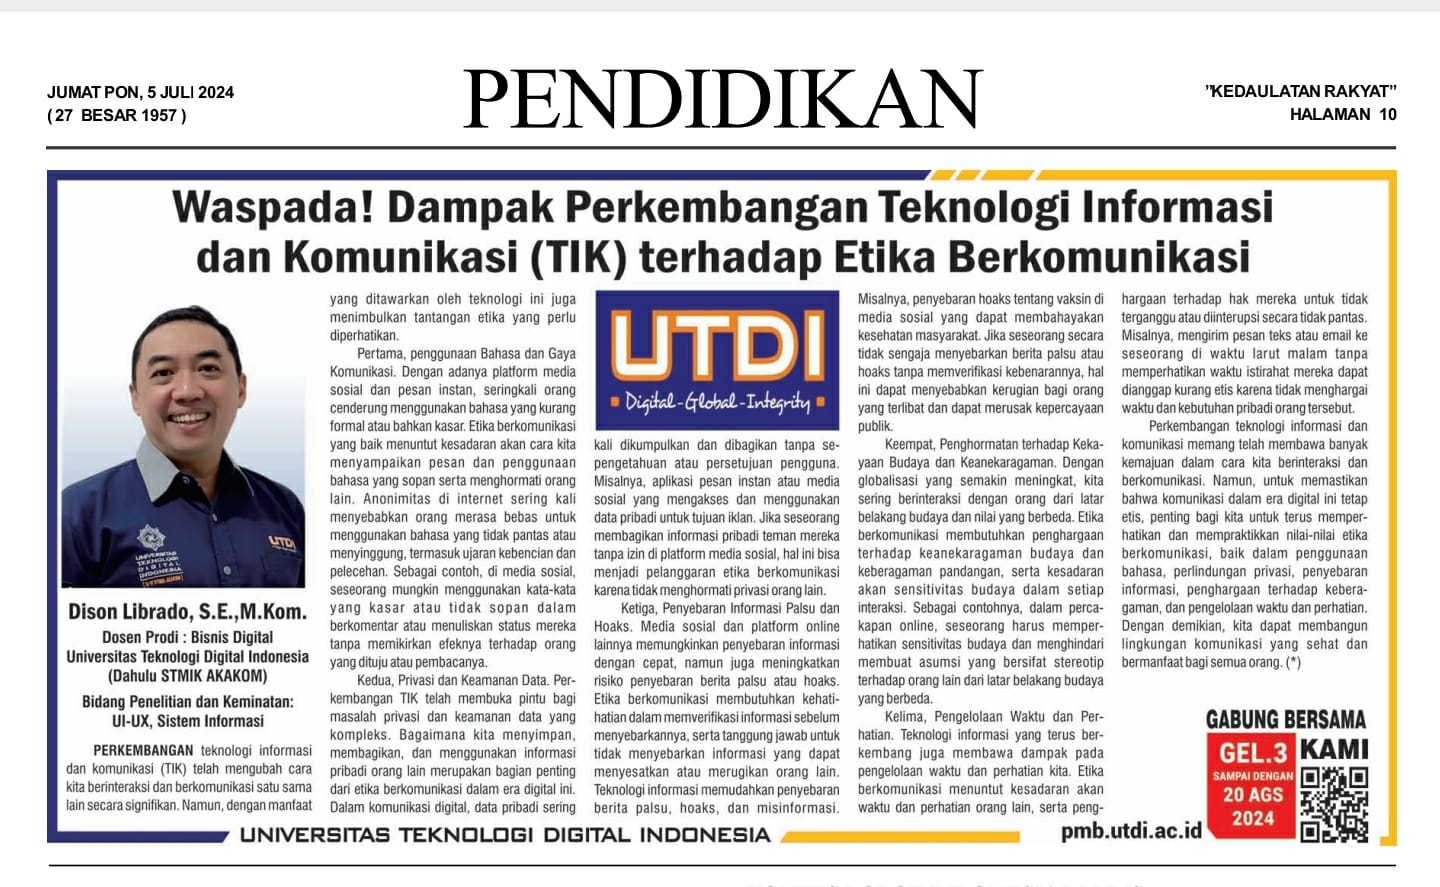 JUMAT PON, 5 JULI 2024
( 27 BESAR 1957 )
PENDIDIKAN
"KEDAULATAN RAKYAT"
HALAMAN 10
Waspada! Dampak Perkembangan Teknologi Informasi
dan Komunikasi (TIK) terhadap Etika Berkomunikasi
UNIVERSITAS
TEKNOLOGI
DIGITAL
INDONESIA
UTDI
Dison Librado, S.E.,M.Kom.
Dosen Prodi : Bisnis Digital
Universitas Teknologi Digital Indonesia
(Dahulu STMIK AKAKOM)
Bidang Penelitian dan Keminatan:
UI-UX, Sistem Informasi
PERKEMBANGAN teknologi informasi
dan komunikasi (TIK) telah mengubah cara
kita berinteraksi dan berkomunikasi satu sama
lain secara signifikan. Namun, dengan manfaat
yang ditawarkan oleh teknologi ini juga
menimbulkan tantangan etika yang perlu
diperhatikan.
Pertama, penggunaan Bahasa dan Gaya
Komunikasi. Dengan adanya platform media
sosial dan pesan instan, seringkali orang
cenderung menggunakan bahasa yang kurang
formal atau bahkan kasar. Etika berkomunikasi
yang baik menuntut kesadaran akan cara kita
menyampaikan pesan dan penggunaan
bahasa yang sopan serta menghormati orang
lain. Anonimitas di internet sering kali
menyebabkan orang merasa bebas untuk
menggunakan bahasa yang tidak pantas atau
menyinggung, termasuk ujaran kebencian dan
pelecehan. Sebagai contoh, di media sosial,
seseorang mungkin menggunakan kata-kata
yang kasar atau tidak sopan dalam
berkomentar atau menuliskan status mereka
tanpa memikirkan efeknya terhadap orang
yang dituju atau pembacanya.
Kedua, Privasi dan Keamanan Data. Per-
kembangan TIK telah membuka pintu bagi
masalah privasi dan keamanan data yang
kompleks. Bagaimana kita menyimpan,
membagikan, dan menggunakan informasi
pribadi orang lain merupakan bagian penting
dari etika berkomunikasi dalam era digital ini.
Dalam komunikasi digital, data pribadi sering
UTDI
Digital-Global-Integrity
kali dikumpulkan dan dibagikan tanpa se-
pengetahuan atau persetujuan pengguna.
Misalnya, aplikasi pesan instan atau media
sosial yang mengakses dan menggunakan
data pribadi untuk tujuan iklan. Jika seseorang
membagikan informasi pribadi teman mereka
tanpa izin di platform media sosial, hal ini bisa
menjadi pelanggaran etika berkomunikasi
karena tidak menghormati privasi orang lain.
Ketiga, Penyebaran Informasi Palsu dan
Hoaks. Media sosial dan platform online
lainnya memungkinkan penyebaran informasi
dengan cepat, namun juga meningkatkan
risiko penyebaran berita palsu atau hoaks.
Etika berkomunikasi membutuhkan kehati-
hatian dalam memverifikasi informasi sebelum
menyebarkannya, serta tanggung jawab untuk
tidak menyebarkan informasi yang dapat
menyesatkan atau merugikan orang lain.
Teknologi informasi memudahkan penyebaran
berita palsu, hoaks, dan misinformasi.
Misalnya, penyebaran hoaks tentang vaksin di
media sosial yang dapat membahayakan
kesehatan masyarakat. Jika seseorang secara
tidak sengaja menyebarkan berita palsu atau
hoaks tanpa memverifikasi kebenarannya, hal
ini dapat menyebabkan kerugian bagi orang
yang terlibat dan dapat merusak kepercayaan
publik.
Keempat, Penghormatan terhadap Keka-
yaan Budaya dan Keanekaragaman. Dengan
globalisasi yang semakin meningkat, kita
sering berinteraksi dengan orang dari latar
belakang budaya dan nilai yang berbeda. Etika
berkomunikasi membutuhkan penghargaan
terhadap keanekaragaman budaya dan
keberagaman pandangan, serta kesadaran
akan sensitivitas budaya dalam setiap
interaksi. Sebagai contohnya, dalam perca-
kapan online, seseorang harus memper-
hatikan sensitivitas budaya dan menghindari
membuat asumsi yang bersifat stereotip
terhadap orang lain dari latar belakang budaya
yang berbeda.
Kelima, Pengelolaan Waktu dan Per-
hatian. Teknologi informasi yang terus ber-
kembang juga membawa dampak pada
pengelolaan waktu dan perhatian kita. Etika
berkomunikasi menuntut kesadaran akan
waktu dan perhatian orang lain, serta peng-
hargaan terhadap hak mereka untuk tidak
terganggu atau diinterupsi secara tidak pantas.
Misalnya, mengirim pesan teks atau email ke
seseorang di waktu larut malam tanpa
memperhatikan waktu istirahat mereka dapat
dianggap kurang etis karena tidak menghargai
waktu dan kebutuhan pribadi orang tersebut.
Perkembangan teknologi informasi dan
komunikasi memang telah membawa banyak
kemajuan dalam cara kita berinteraksi dan
berkomunikasi. Namun, untuk memastikan
bahwa komunikasi dalam era digital ini tetap
etis, penting bagi kita untuk terus memper-
hatikan dan mempraktikkan nilai-nilai etika
berkomunikasi, baik dalam penggunaan
bahasa, perlindungan privasi, penyebaran
informasi, penghargaan terhadap kebera-
gaman, dan pengelolaan waktu dan perhatian.
Dengan demikian, kita dapat membangun
lingkungan komunikasi yang sehat dan
bermanfaat bagi semua orang. (*)
GABUNG BERSAMA
KAMI
GEL.3
SAMPAI DENGAN
20 AGS
2024
UNIVERSITAS TEKNOLOGI DIGITAL INDONESIA
pmb.utdi.ac.id